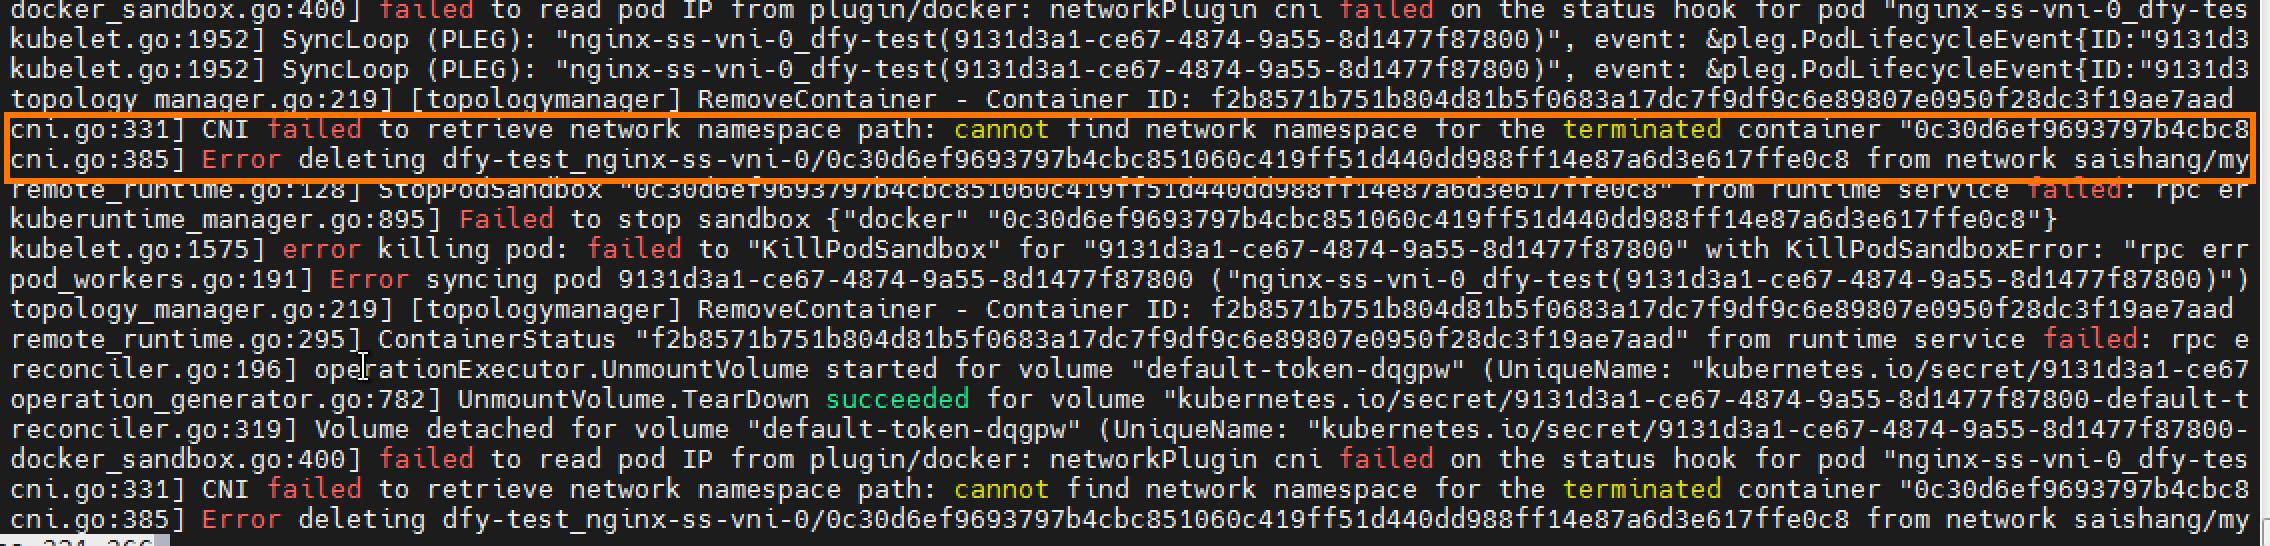 docker_sandbox.go:400] failed to read pod IP from plugin/docker: networkPlugin cni failed on the status hook for pod "nginx-ss-vni-0_dfy-tes
kubelet.go:1952] SyncLoop (PLEG): "nginx-ss-vni-0_dfy-test(9131d3a1-ce67-4874-9a55-8d1477f87800)", event: &pleg.PodLifecycleEvent{ID:"9131d3
kubelet.go:1952] SyncLoop (PLEG): "nginx-ss-vni-0_dfy-test(9131d3a1-ce67-4874-9a55-8d1477f87800)", event: &pleg.PodLifecycleEvent{ID:"9131d3
topology_manager.go:219] [topologymanager] RemoveContainer - Container ID: f2b8571b751b804d81b5f0683a17dc7f9df9c6e89807e0950f28dc3f19ae7aad
cni.go:331] CNI failed to retrieve network namespace path: cannot find network namespace for the terminated container "0c30d6ef9693797b4cbc8
cni.go:385] Error deleting dfy-test_nginx-ss-vni-0/0c30d6ef9693797b4cbc851060c419ff51d440dd988ff14e87a6d3e617ffe0c8 from network saishang/my
remote_runtime.go:128] StopPodSandbox "0c30d6ef9693797b4cbc851060c419ff51d440dd988ff14e87a6d3e617ffe0c8" from runtime service failed: rpc er
kuberuntime_manager.go:895] Failed to stop sandbox {"docker" "0c30d6ef9693797b4cbc851060c419ff51d440dd988ff14e87a6d3e617ffe0c8"}
kubelet.go:1575] error killing pod: failed to "KillPodSandbox" for "9131d3a1-ce67-4874-9a55-8d1477f87800" with KillPodSandboxError: "rpc err
pod_workers.go:191] Error syncing pod 9131d3a1-ce67-4874-9a55-8d1477f87800 ("nginx-ss-vni-0_dfy-test(9131d3a1-ce67-4874-9a55-8d1477f87800)")
topology_manager.go:219] [topologymanager] RemoveContainer - Container ID: f2b8571b751b804d81b5f0683a17dc7f9df9c6e89807e0950f28dc3f19ae7aad
remote_runtime.go:295] ContainerStatus "f2b8571b751b804d81b5f0683a17dc7f9df9c6e89807e0950f28dc3f19ae7aad" from runtime service failed: rpc e
reconciler.go:196] operationExecutor.UnmountVolume started for volume "default-token-dqgpw" (UniqueName: "kubernetes.io/secret/9131d3a1-ce67
operation_generator.go:782] UnmountVolume.TearDown succeeded for volume "kubernetes.io/secret/9131d3a1-ce67-4874-9a55-8d1477f87800-default-t
reconciler.go:319] Volume detached for volume "default-token-dqgpw" (UniqueName: "kubernetes.io/secret/9131d3a1-ce67-4874-9a55-8d1477f87800-
docker_sandbox.go:400] failed to read pod IP from plugin/docker: networkPlugin cni failed on the status hook for pod "nginx-ss-vni-0_dfy-tes
cni.go:331] CNI failed to retrieve network namespace path: cannot find network namespace for the terminated container "0c30d6ef9693797b4cbc8
cni.go:385] Error deleting dfy-test_nginx-ss-vni-0/0c30d6ef9693797b4cbc851060c419ff51d440dd988ff14e87a6d3e617ffe0c8 from network saishang/my